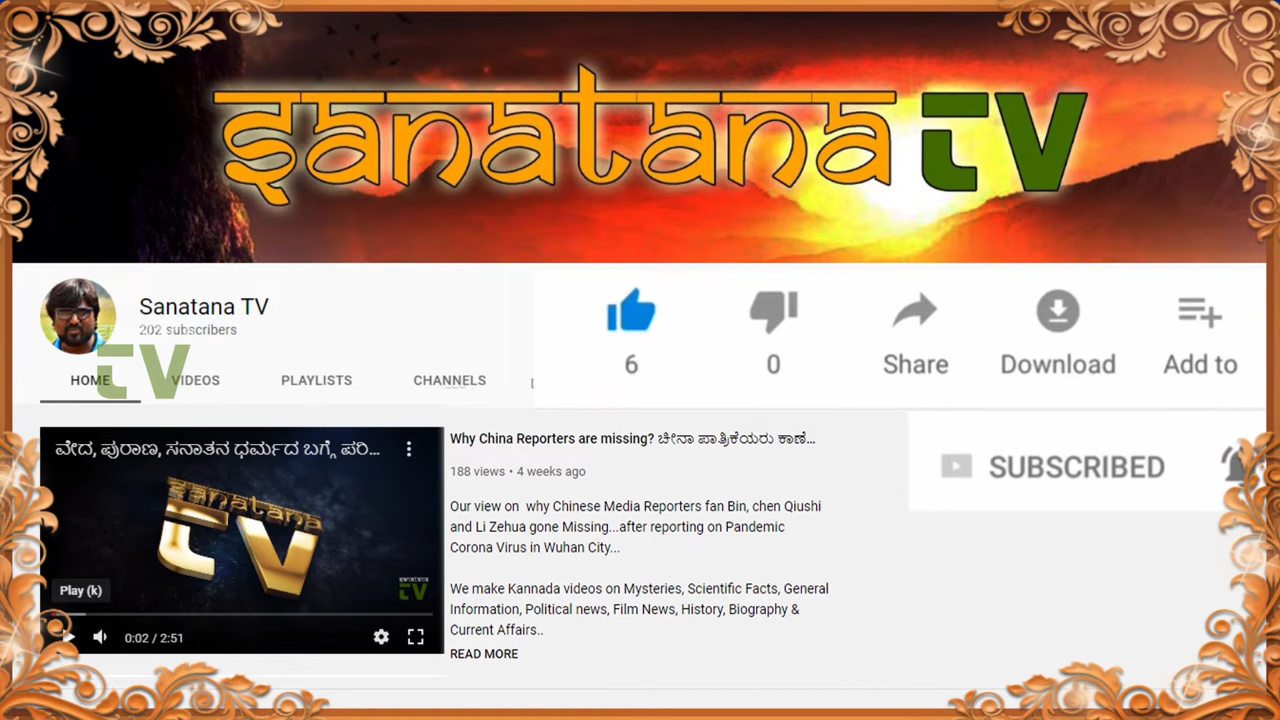 sanatana TV
Sanatana TV
202 subscribers
TV
HOME VIDEOS PLAYLISTS CHANNELS
6 0 Share Download Add to
ವೇದ, ಪುರಾಣ, ಸನಾತನ ಧರ್ಮದ ಬಗ್ಗೆ ಪರಿ...
sanatana
TV
Play (k)
TV
0:02 / 2:51
Why China Reporters are missing? ಚೀನಾ ಪಾತ್ರಿಕೆಯರು ಕಾಣೆ...
188 views • 4 weeks ago
Our view on why Chinese Media Reporters fan Bin, chen Qiushi
and Li Zehua gone Missing...after reporting on Pandemic
Corona Virus in Wuhan City...
We make Kannada videos on Mysteries, Scientific Facts, General
Information, Political news, Film News, History, Biography &
Current Affairs..
READ MORE
SUBSCRIBED